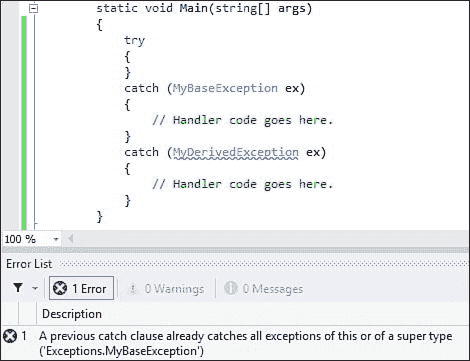 static void Main(string[] args)
{
try
{
}
catch (MyBaseException ex)
{
// Handler code goes here.
}
catch (MyDerivedException ex)
{
// Handler code goes here.
}
}
100 %
Error List
1 Error
0 Warnings
0 Messages
Description
1 A previous catch clause already catches all exceptions of this or of a super type
('Exceptions.MyBaseException')